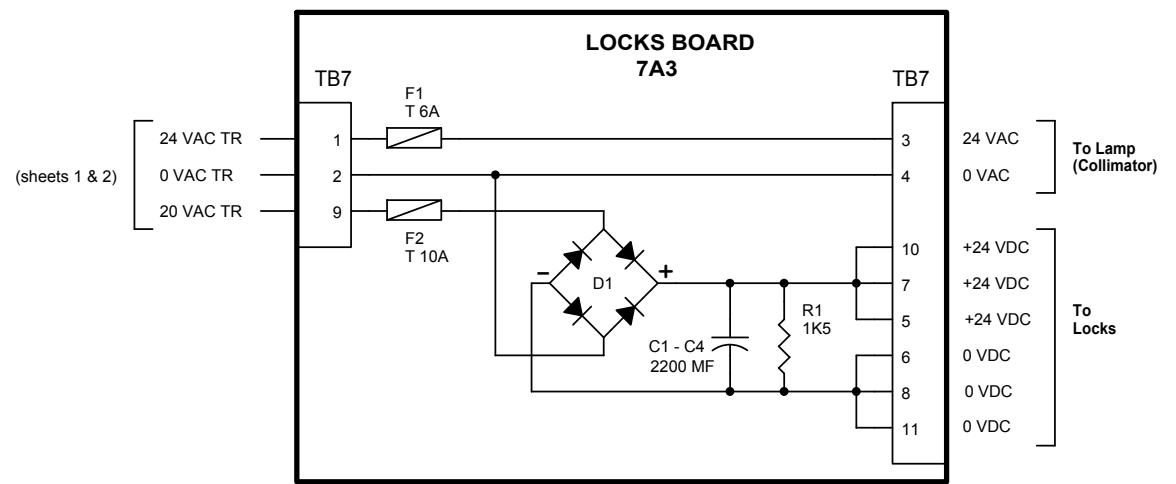 LOCKS BOARD
7A3
TB7
TB7
F1
T 6A
24 VAC TR
1
3
24 VAC
To Lamp
(Collimator)
(sheets 1 & 2)
0 VAC TR
2
4
0 VAC
20 VAC TR
9
F2
T 10A
10
+24 VDC
–
D1
+
7
+24 VDC
To
Locks
R1
1K5
5
+24 VDC
C1 - C4
2200 MF
6
0 VDC
8
0 VDC
11
0 VDC